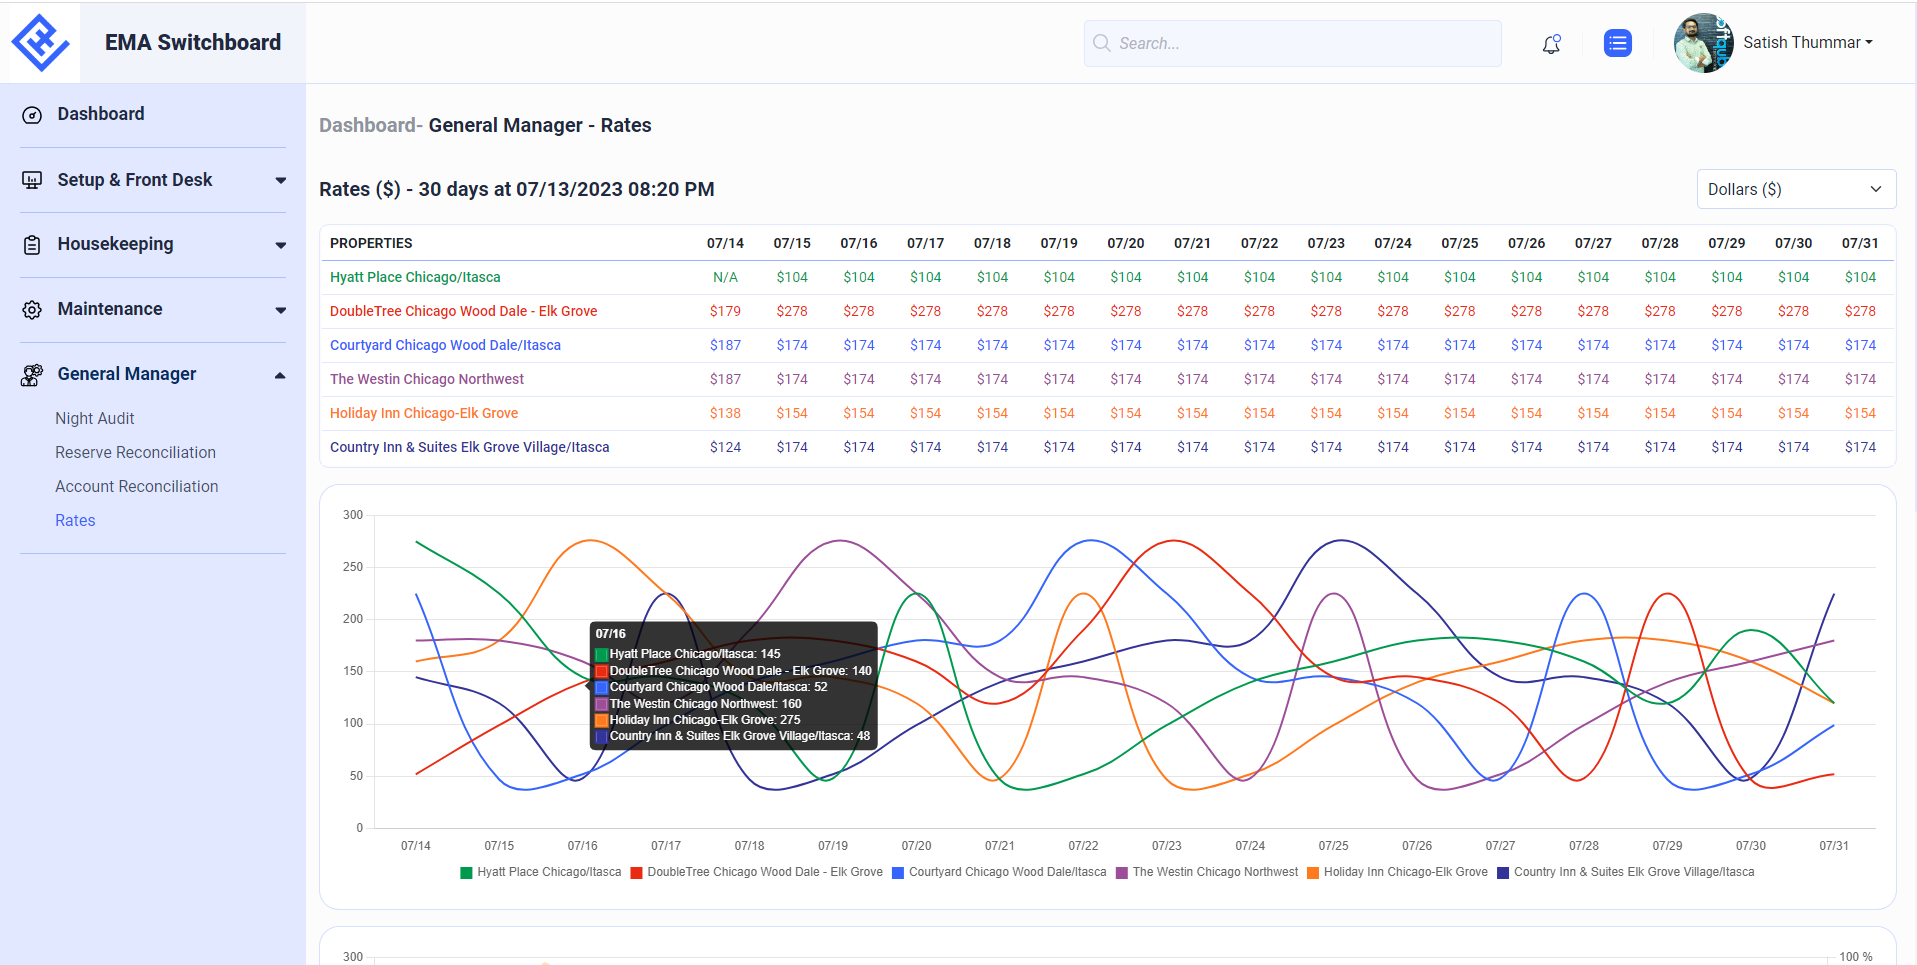 EMA Switchboard
Search...
Satish Thummar
Dashboard
Setup & Front Desk
Housekeeping
Maintenance
General Manager
Night Audit
Reserve Reconciliation
Account Reconciliation
Rates
Dashboard- General Manager - Rates
Rates ($) - 30 days at 07/13/2023 08:20 PM
Dollars ($)
PROPERTIES 07/14 07/15 07/16 07/17 07/18 07/19 07/20 07/21 07/22 07/23 07/24 07/25 07/26 07/27 07/28 07/29 07/30 07/31
Hyatt Place Chicago/Itasca N/A $104 $104 $104 $104 $104 $104 $104 $104 $104 $104 $104 $104 $104 $104 $104 $104 $104
DoubleTree Chicago Wood Dale - Elk Grove $179 $278 $278 $278 $278 $278 $278 $278 $278 $278 $278 $278 $278 $278 $278 $278 $278 $278
Courtyard Chicago Wood Dale/Itasca $187 $174 $174 $174 $174 $174 $174 $174 $174 $174 $174 $174 $174 $174 $174 $174 $174 $174
The Westin Chicago Northwest $187 $174 $174 $174 $174 $174 $174 $174 $174 $174 $174 $174 $174 $174 $174 $174 $174 $174
Holiday Inn Chicago-Elk Grove $138 $154 $154 $154 $154 $154 $154 $154 $154 $154 $154 $154 $154 $154 $154 $154 $154 $154
Country Inn & Suites Elk Grove Village/Itasca $124 $174 $174 $174 $174 $174 $174 $174 $174 $174 $174 $174 $174 $174 $174 $174 $174 $174
300
250
200
150
100
50
0
07/16
Hyatt Place Chicago/Itasca: 145
DoubleTree Chicago Wood Dale - Elk Grove: 140
Courtyard Chicago Wood Dale/Itasca: 52
The Westin Chicago Northwest: 160
Holiday Inn Chicago-Elk Grove: 275
Country Inn & Suites Elk Grove Village/Itasca: 48
07/14 07/15 07/16 07/17 07/18 07/19 07/20 07/21 07/22 07/23 07/24 07/25 07/26 07/27 07/28 07/29 07/30 07/31
Hyatt Place Chicago/Itasca DoubleTree Chicago Wood Dale - Elk Grove Courtyard Chicago Wood Dale/Itasca The Westin Chicago Northwest Holiday Inn Chicago-Elk Grove Country Inn & Suites Elk Grove Village/Itasca
300 100 %